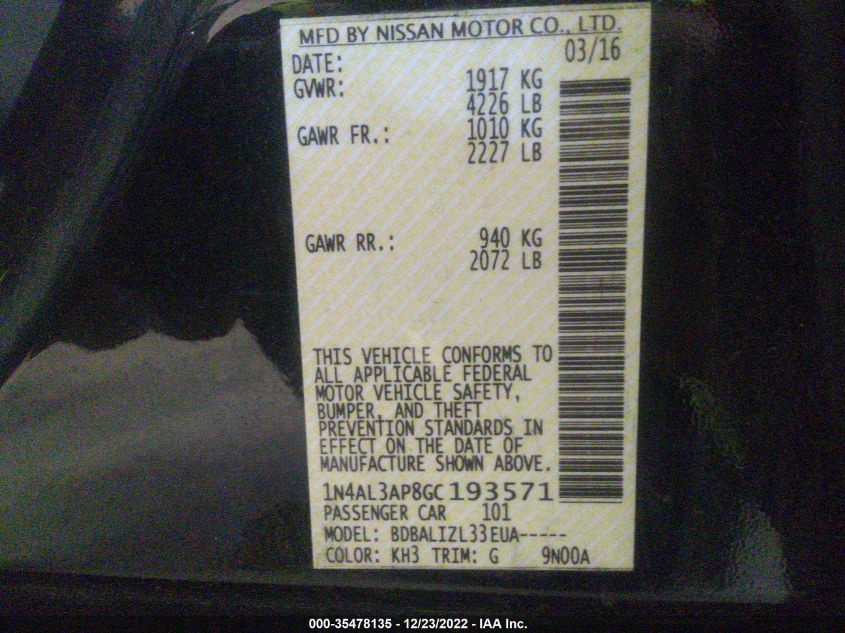 MFD BY NISSAN MOTOR CO., LTD.
DATE: 03/16
GVWR: 1917 KG
4226 LB
GAWR FR.: 1010 KG
2227 LB
GAWR RR.: 940 KG
2072 LB
THIS VEHICLE CONFORMS TO
ALL APPLICABLE FEDERAL
MOTOR VEHICLE SAFETY,
BUMPER, AND THEFT
PREVENTION STANDARDS IN
EFFECT ON THE DATE OF
MANUFACTURE SHOWN ABOVE.
1N4AL3AP8GC193571
PASSENGER CAR 101
MODEL: BDBALIZL33EUA-----
COLOR: KH3 TRIM: G 9N00A
000-35478135 - 12/23/2022 - IAA Inc.